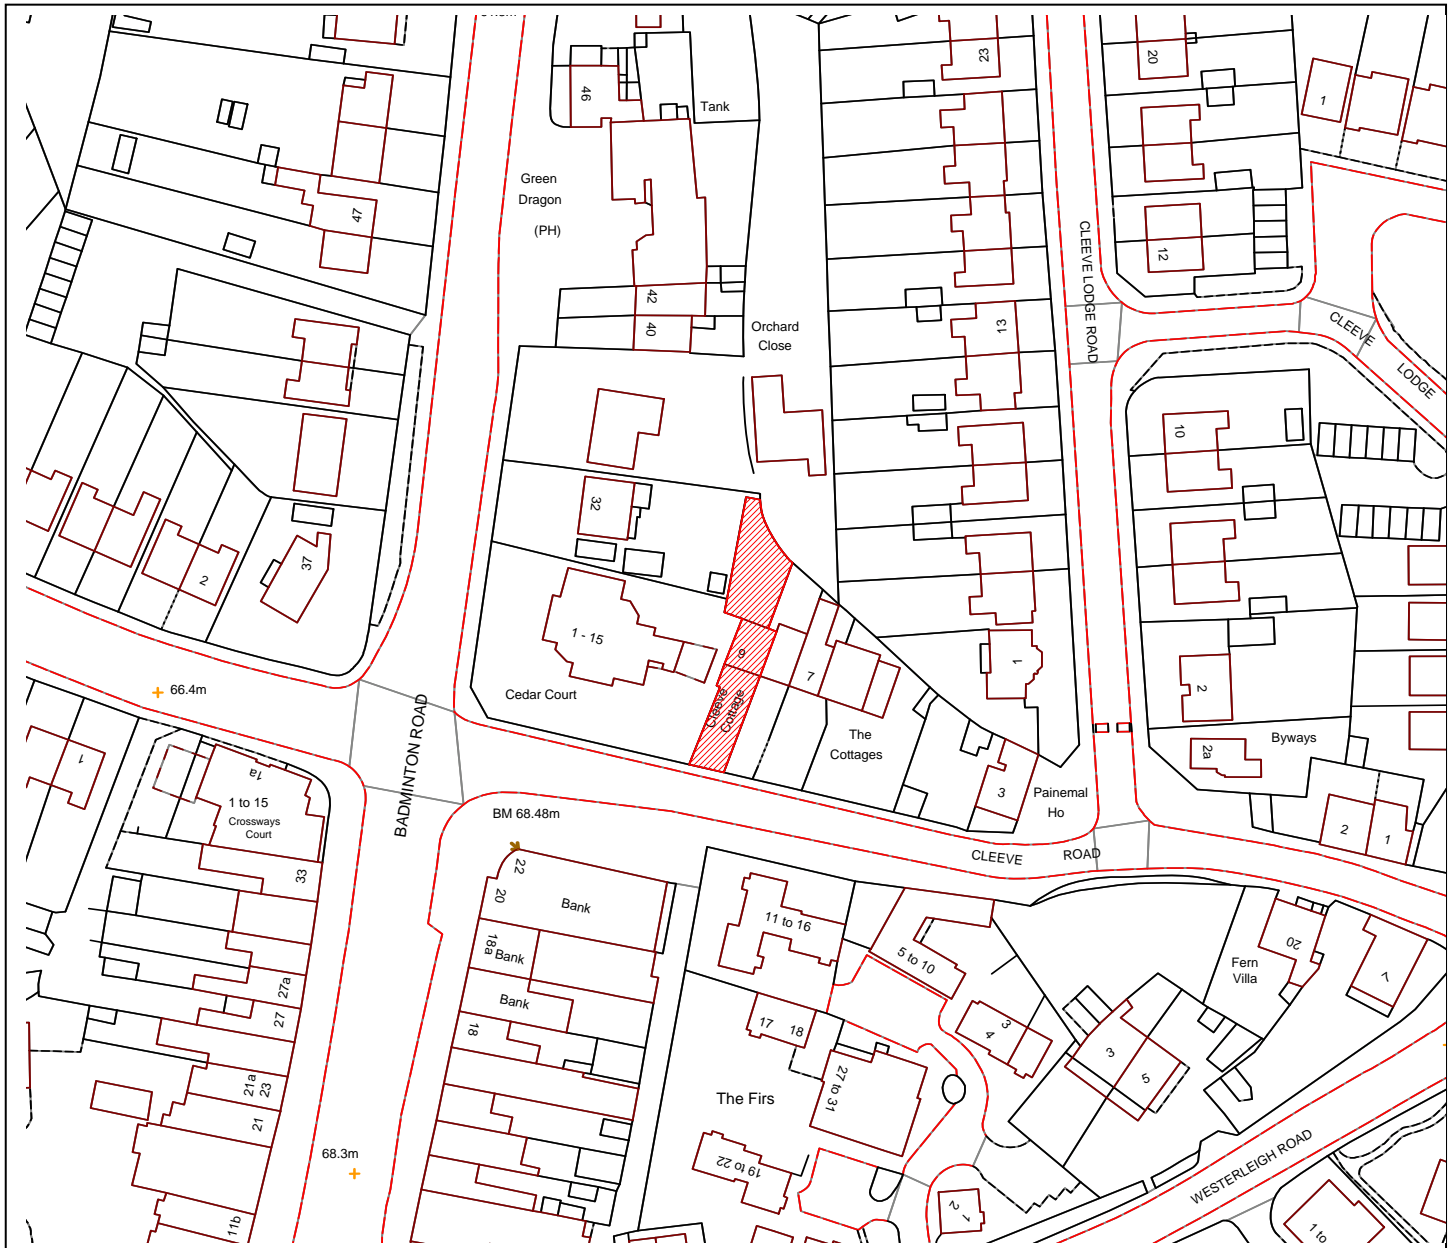 23
20
1
46
Tank
Green
Dragon
(PH)
47
12
CLEEVE LODGE ROAD
42
40
Orchard
Close
13
CLEEVE
LODGE
10
32
37
2
1 - 15
9
7
1
2
66.4m
Cedar Court
Cleeve
Cottage
The
Cottages
Byways
2a
BADMINTON ROAD
1
1a
1 to 15
Crossways
Court
3
Painemal
Ho
2
1
BM 68.48m
CLEEVE ROAD
33
22
20
Bank
11 to 16
18a
Bank
5 to 10
20
Fern
Villa
7
27a
Bank
27
18
17
18
3
4
3
5
21a
23
27 to 31
The Firs
21
68.3m
19 to 22
WESTERLEIGH ROAD
2
1
11b
1 to